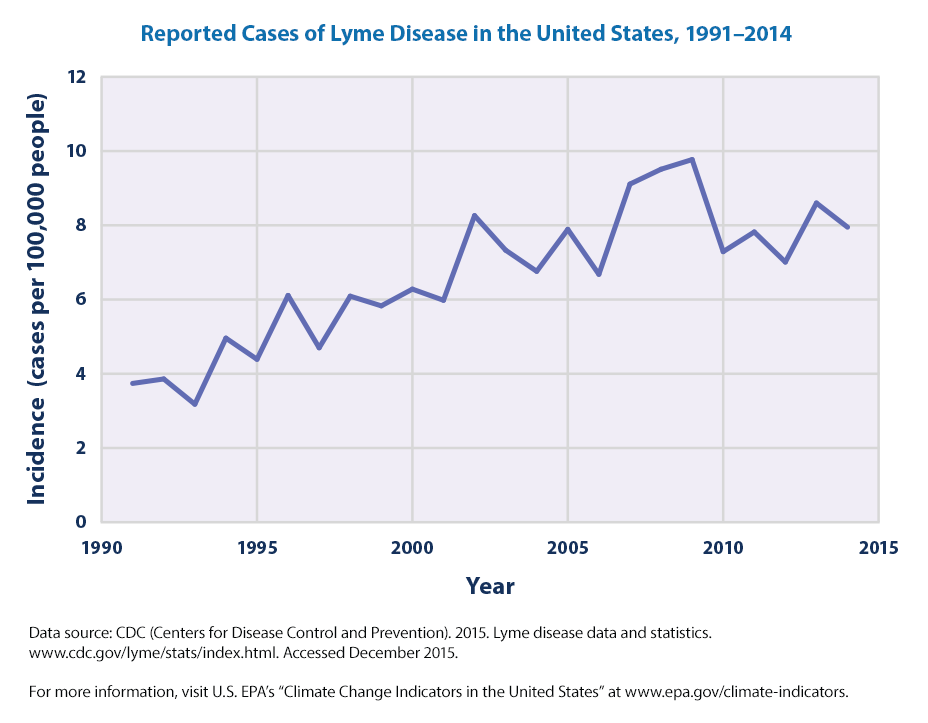 Reported Cases of Lyme Disease in the United States, 1991–2014
Incidence (cases per 100,000 people)
12
10
8
6
4
2
0
1990
1995
2000
2005
2010
2015
Year
Data source: CDC (Centers for Disease Control and Prevention). 2015. Lyme disease data and statistics.
www.cdc.gov/lyme/stats/index.html. Accessed December 2015.
For more information, visit U.S. EPA’s “Climate Change Indicators in the United States” at www.epa.gov/climate-indicators.